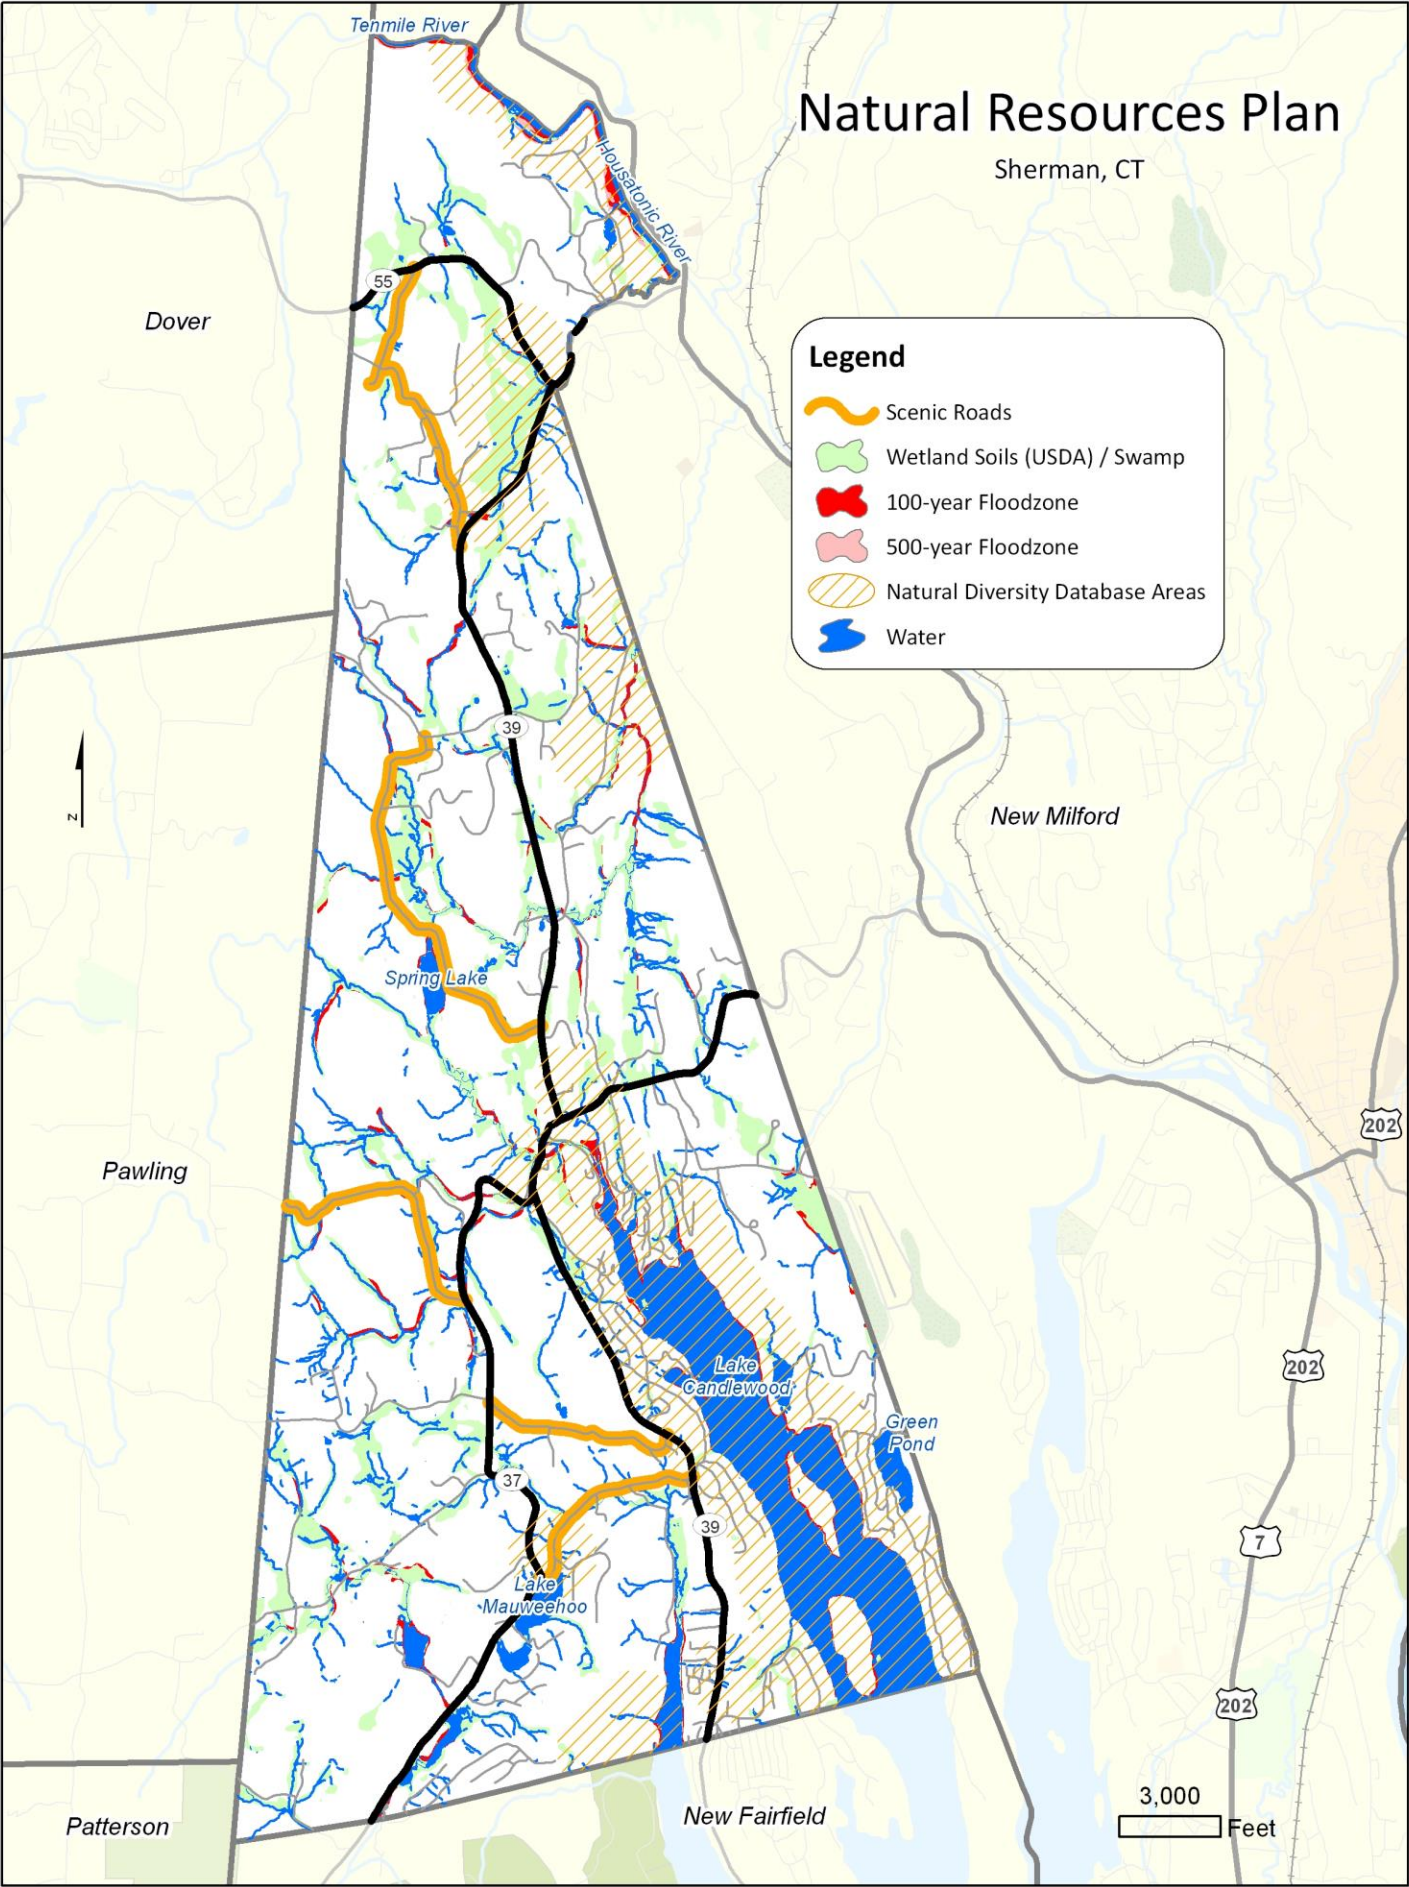 Tenmile River
Natural Resources Plan
Sherman, CT
Housatonic River
55
Dover
Legend
Scenic Roads
Wetland Soils (USDA) / Swamp
100-year Floodzone
500-year Floodzone
Natural Diversity Database Areas
Water
39
N
New Milford
Spring Lake
202
Pawling
Lake
Candlewood
202
Green
Pond
37
39
7
Lake
Mauweehoo
202
3,000
Feet
New Fairfield
Patterson